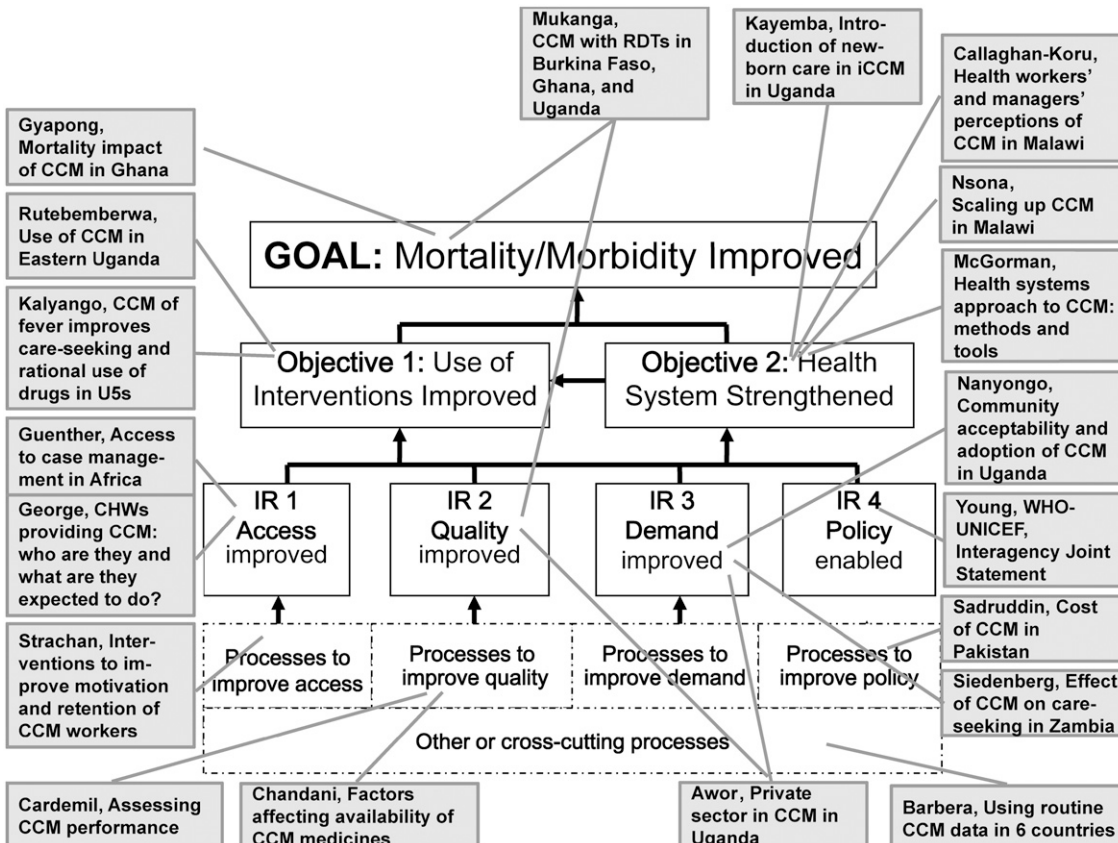 Mukanga,
CCM with RDTs in
Burkina Faso,
Ghana, and
Uganda
Kayemba, Intro-
duction of new-
born care in iCCM
in Uganda
Callaghan-Koru,
Health workers’
and managers’
perceptions of
CCM in Malawi
Gyapong,
Mortality impact
of CCM in Ghana
Nsona,
Scaling up CCM
in Malawi
Rutebemberwa,
Use of CCM in
Eastern Uganda
GOAL: Mortality/Morbidity Improved
McGorman,
Health systems
approach to CCM:
methods and
tools
Kalyango, CCM of
fever improves
care-seeking and
rational use of
drugs in U5s
Objective 1: Use of
Interventions Improved
Objective 2: Health
System Strengthened
Nanyongo,
Community
acceptability and
adoption of CCM
in Uganda
Guenther, Access
to case manage-
ment in Africa
George, CHWs
providing CCM:
who are they and
what are they
expected to do?
IR 1
Access
improved
IR 2
Quality
improved
IR 3
Demand
improved
IR 4
Policy
enabled
Young, WHO-
UNICEF,
Interagency Joint
Statement
Sadruddin, Cost
of CCM in
Pakistan
Strachan, Interven-
tions to im-
prove motivation
and retention of
CCM workers
Processes to
improve access
Processes to
improve quality
Processes to
improve demand
Processes to
improve policy
Siedenberg, Effect
of CCM on care-
seeking in Zambia
Other or cross-cutting processes
Cardemil, Assessing
CCM performance
Chandani, Factors
affecting availability of
CCM medicines
Awor, Private
sector in CCM in
Uganda
Barbera, Using routine
CCM data in 6 countries